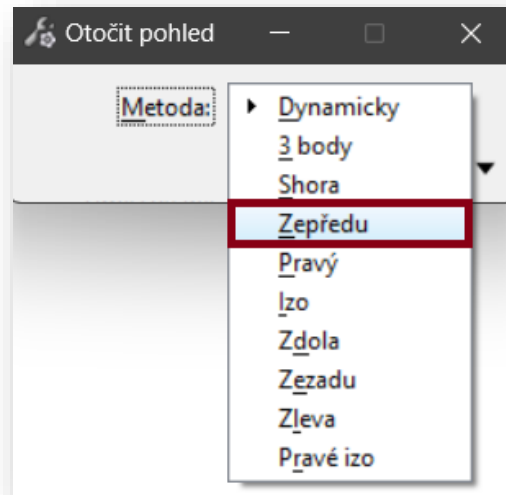 Otočit pohled
Metoda: Dynamicky
3 body
Shora
Zepředu
Pravý
Izo
Zdola
Zezadu
Zleva
Pravé izo